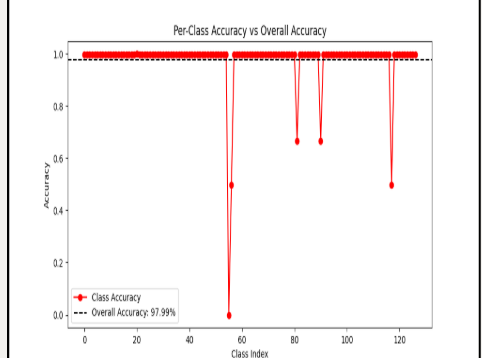 Per-Class Accuracy vs Overall Accuracy
1.0
0.8
0.6
0.4
0.2
0.0
Accuracy
Class Accuracy
Overall Accuracy: 97.99%
0 20 40 60 80 100 120
Class Index